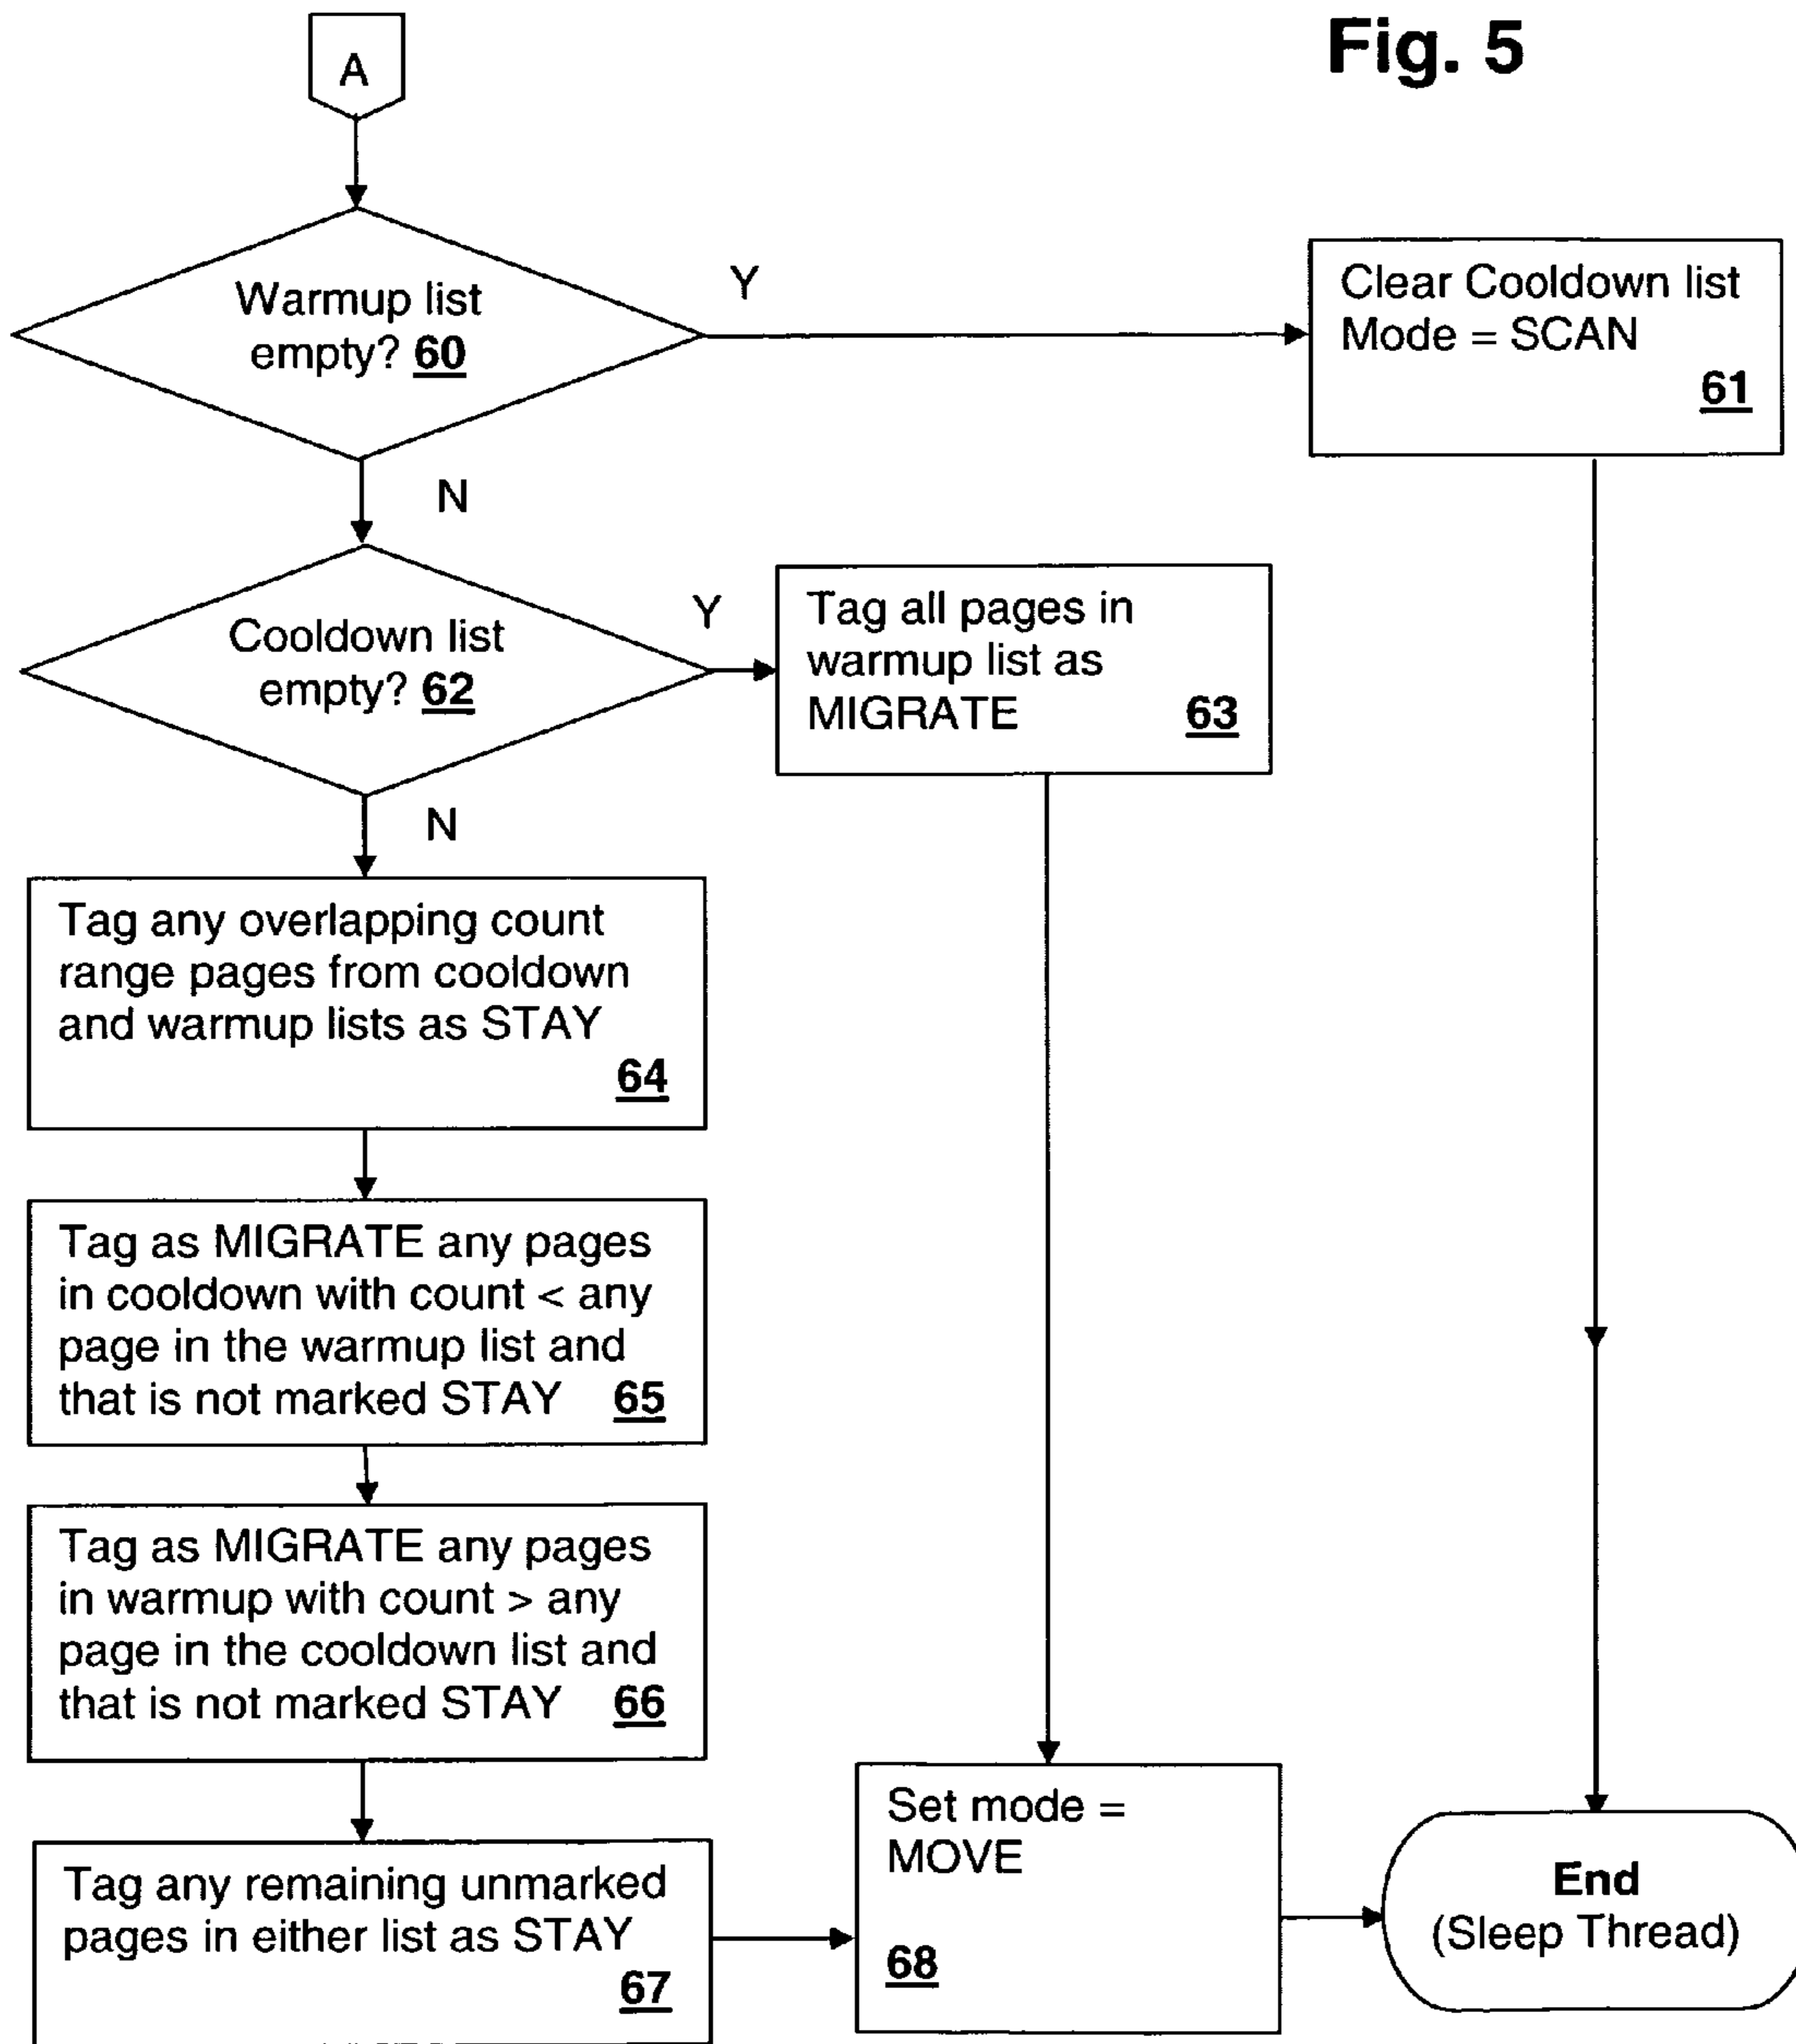 Fig. 5
A
Warmup list
empty? 60
Y
Clear Cooldown list
Mode = SCAN
61
N
Cooldown list
empty? 62
Y
Tag all pages in
warmup list as
MIGRATE 63
N
Tag any overlapping count
range pages from cooldown
and warmup lists as STAY
64
Tag as MIGRATE any pages
in cooldown with count < any
page in the warmup list and
that is not marked STAY 65
Tag as MIGRATE any pages
in warmup with count > any
page in the cooldown list and
that is not marked STAY 66
Tag any remaining unmarked
pages in either list as STAY
67
Set mode =
MOVE
68
End
(Sleep Thread)